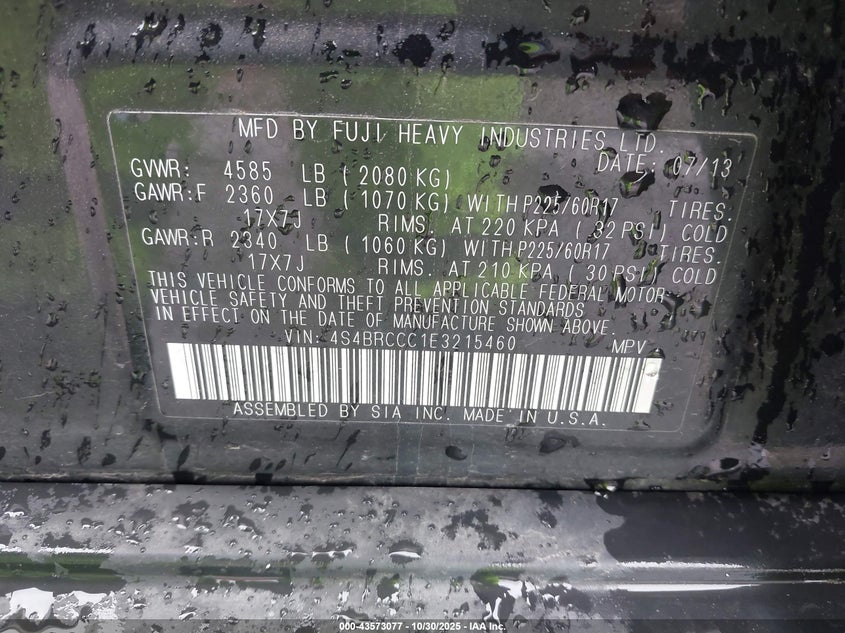 MFD BY FUJI HEAVY INDUSTRIES LTD.
DATE: 07/13
GVWR: 4585 LB ( 2080 KG)
GAWR:F 2360 LB ( 1070 KG) WITH P225/60R17 TIRES.
17X7J RIMS. AT 220 KPA ( 32 PSI) COLD
GAWR:R 2340 LB ( 1060 KG) WITH P225/60R17 TIRES.
17X7J RIMS. AT 210 KPA ( 30 PSI) COLD
THIS VEHICLE CONFORMS TO ALL APPLICABLE FEDERAL MOTOR
VEHICLE SAFETY AND THEFT PREVENTION STANDARDS
IN EFFECT ON THE DATE OF MANUFACTURE SHOWN ABOVE.
VIN: 4S4BRCCC1E3215460 MPV
ASSEMBLED BY SIA INC. MADE IN U.S.A.
000-43573077 - 10/30/2025 - IAA Inc.